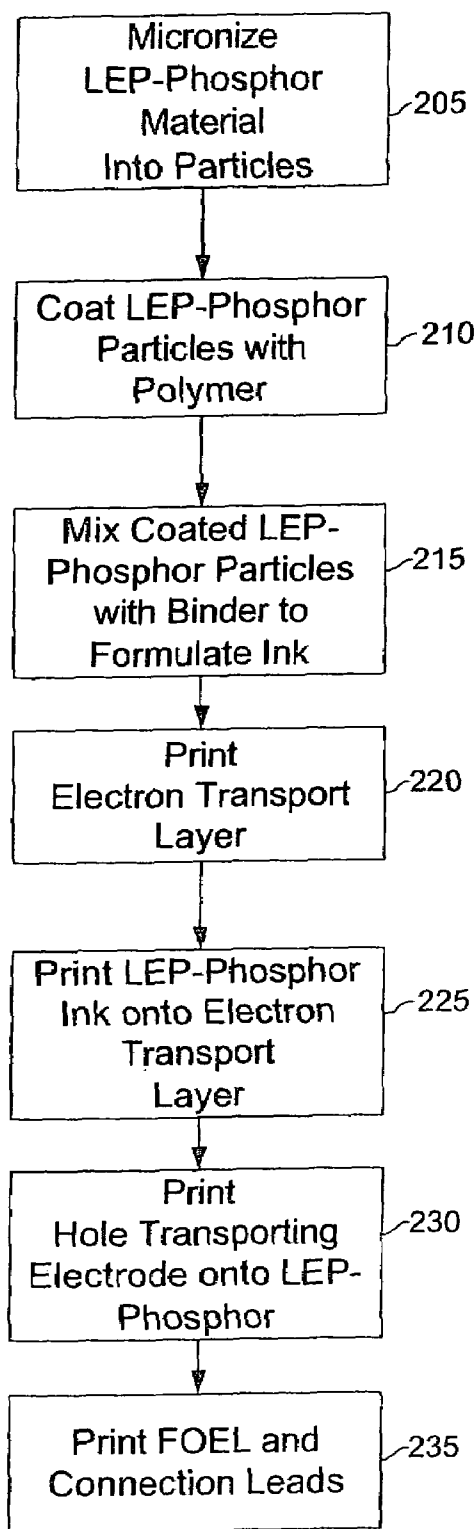 Micronize
LEP-Phosphor
Material
Into Particles
205
Coat LEP-Phosphor
Particles with
Polymer
210
Mix Coated LEP-
Phosphor Particles
with Binder to
Formulate Ink
215
Print
Electron Transport
Layer
220
Print LEP-Phosphor
Ink onto Electron
Transport
Layer
225
Print
Hole Transporting
Electrode onto LEP-
Phosphor
230
Print FOEL and
Connection Leads
235